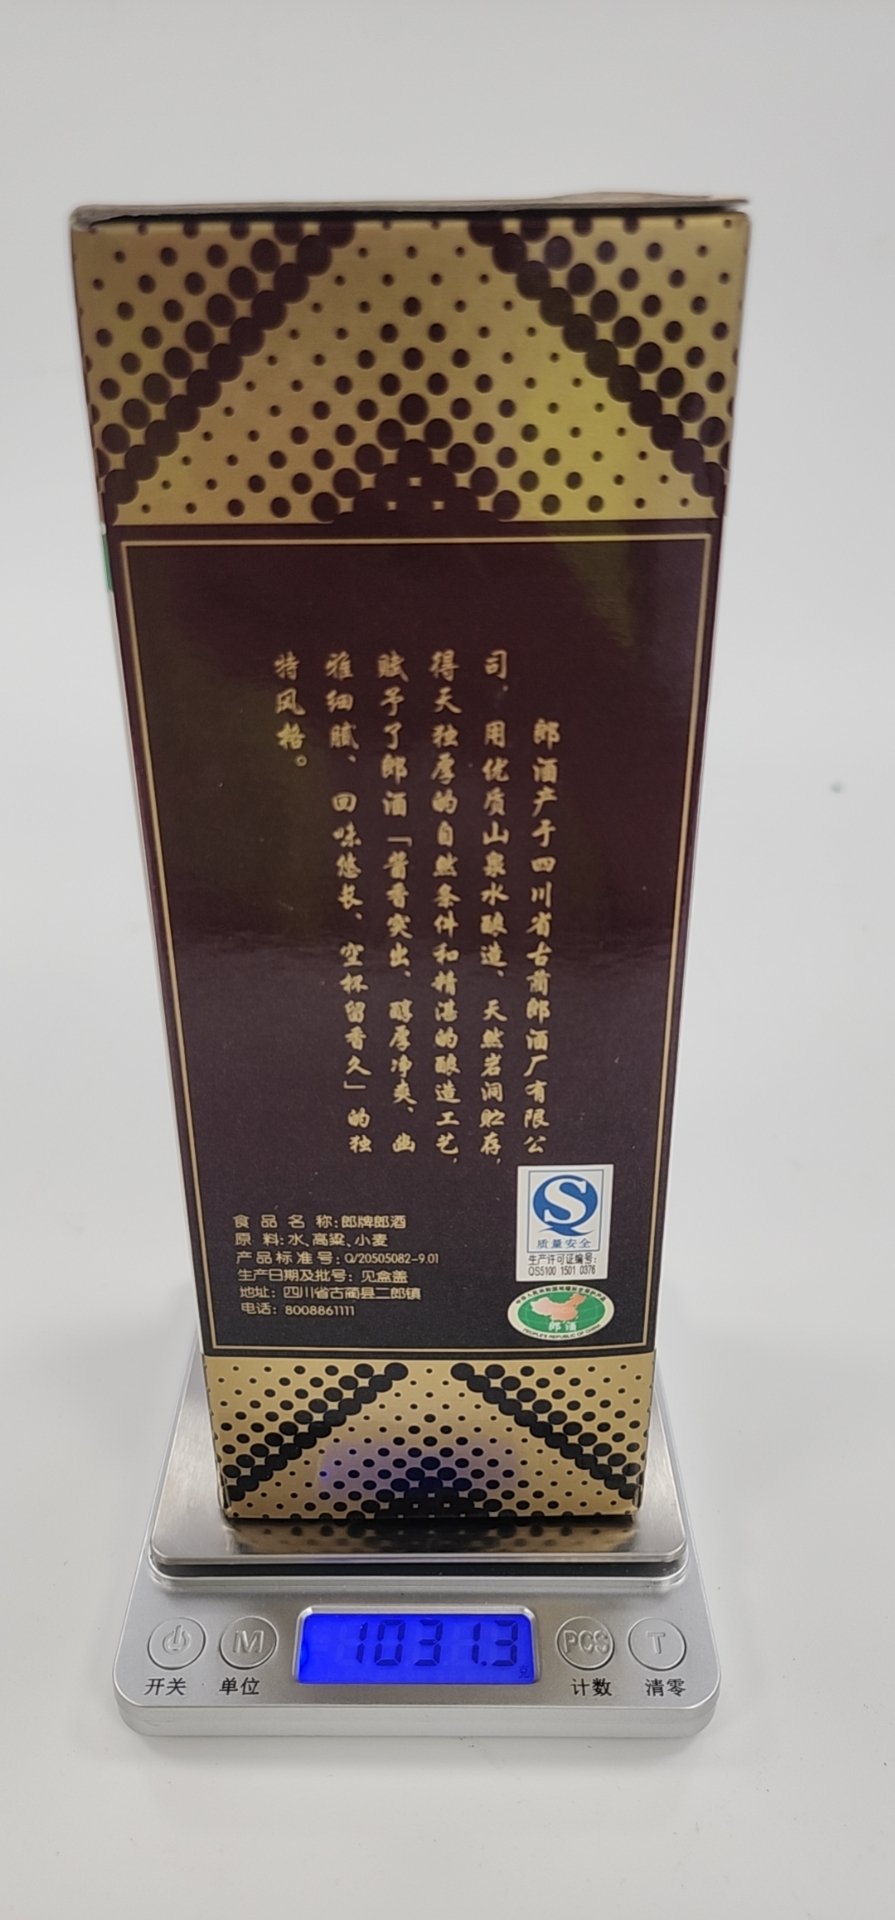 郎酒产于四川省古蔺郎酒厂有限公
司，用优质山泉水酿造、天然岩洞贮存，
得天独厚的自然条件和精湛的酿造工艺，
赋予了郎酒「酱香突出、醇厚净爽、幽
雅细腻、回味悠长、空杯留香久」的独
特风格。
食品名称:郎牌郎酒
原料:水、高粱、小麦
产品标准号:Q/20505082-9.01
生产日期及批号:见盒盖
地址:四川省古蔺县二郎镇
电话:8008861111
质量安全
生产许可证编号:
QS5100 1501 0376
郎酒
PEOPLE'S REPUBLIC OF CHINA
1031.3
克
M
PCS
T
开关
单位
计数
清零